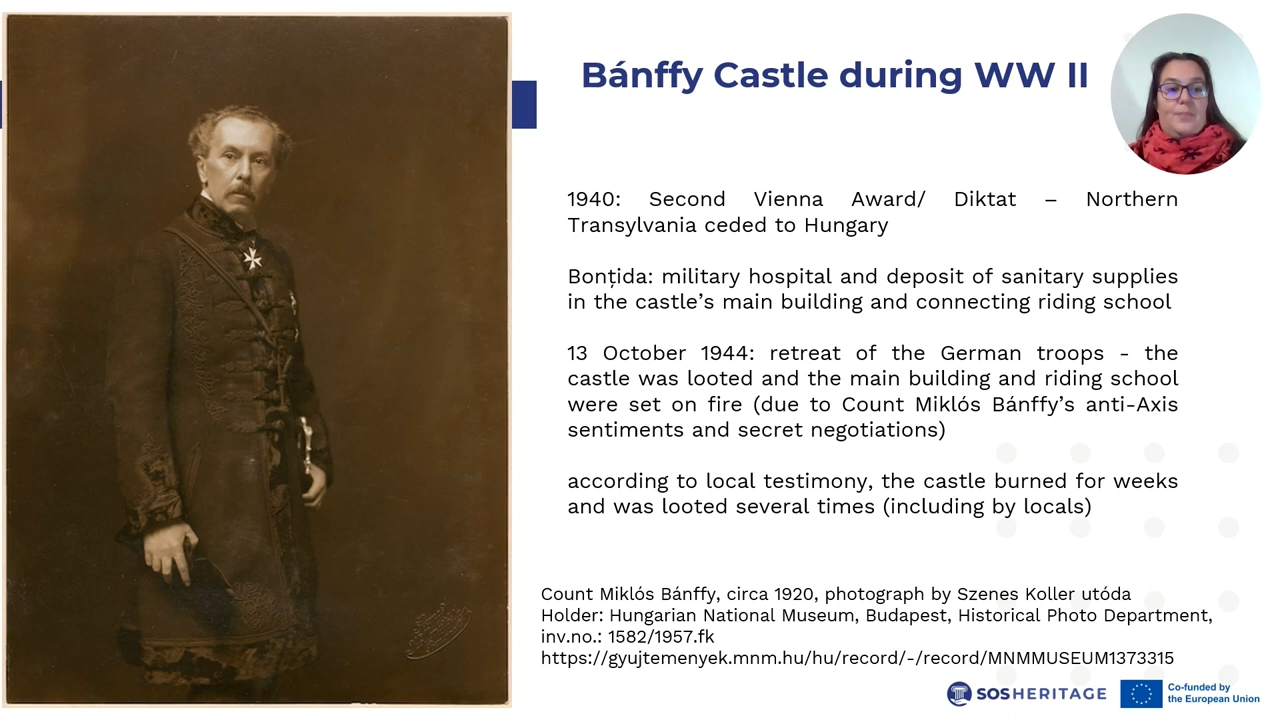 Bánffy Castle during WW II
1940: Second Vienna Award/ Diktat – Northern
Transylvania ceded to Hungary
Bonțida: military hospital and deposit of sanitary supplies
in the castle’s main building and connecting riding school
13 October 1944: retreat of the German troops - the
castle was looted and the main building and riding school
were set on fire (due to Count Miklós Bánffy’s anti-Axis
sentiments and secret negotiations)
according to local testimony, the castle burned for weeks
and was looted several times (including by locals)
Count Miklós Bánffy, circa 1920, photograph by Szenes Koller utóda
Holder: Hungarian National Museum, Budapest, Historical Photo Department,
inv.no.: 1582/1957.fk
https://gyujtemenyek.mnm.hu/hu/record/-/record/MNMMUSEUM1373315
SOSHERITAGE
Co-funded by
the European Union